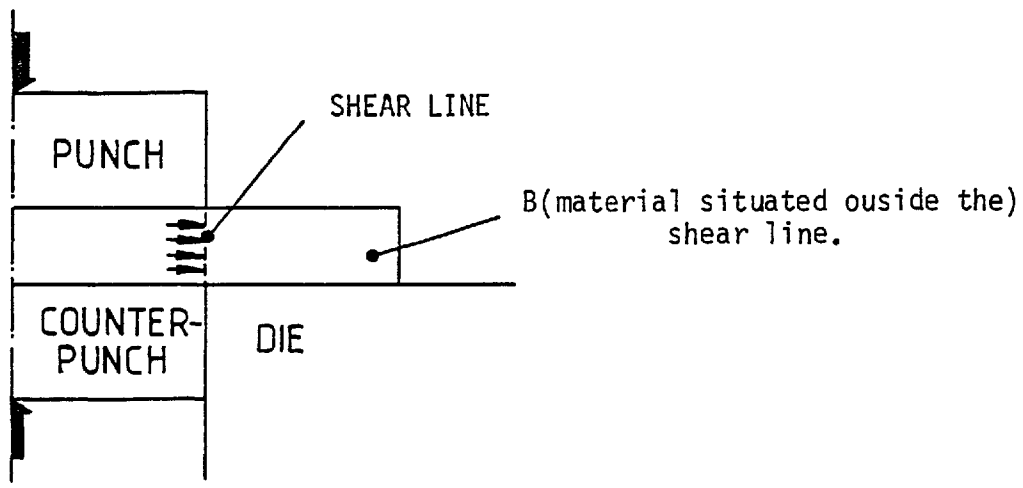 SHEAR LINE
PUNCH
B(material situated ouside the)
shear line.
COUNTER-
PUNCH
DIE